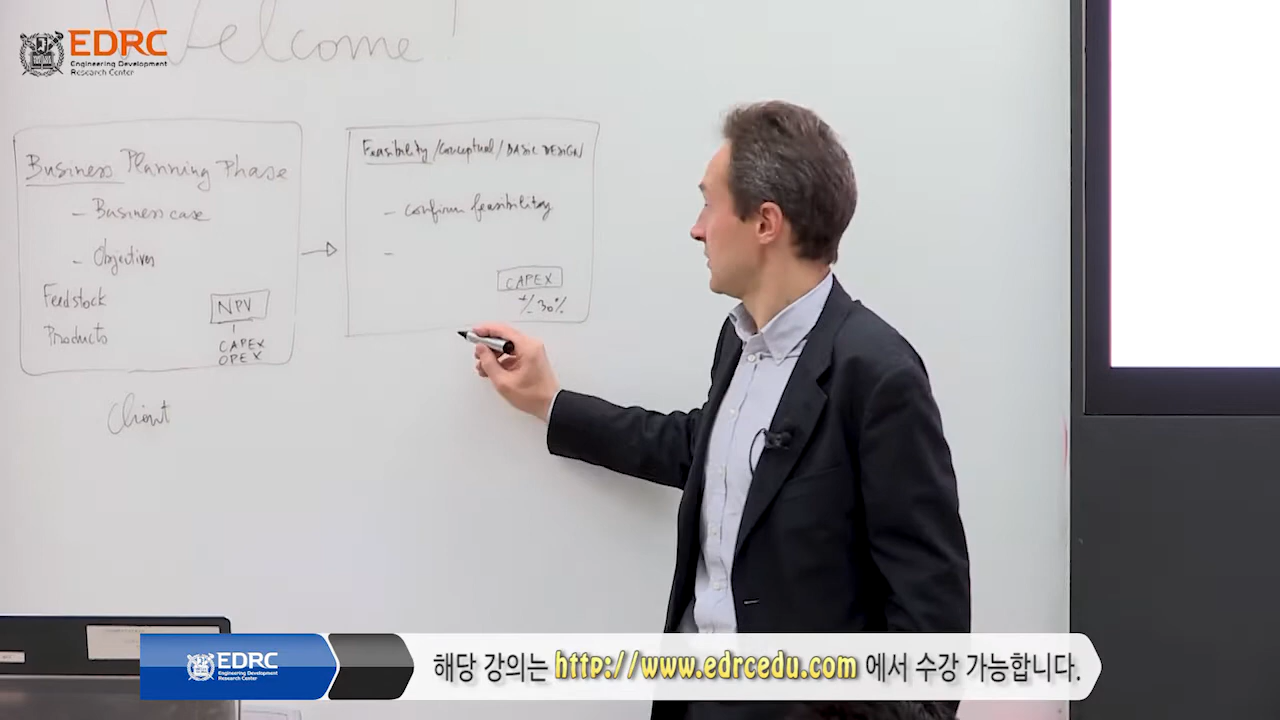 Welcome!
EDRC
Engineering Development
Research Center
Business Planning Phase
- Business case
- Objectives
Feedstock
Products
NPV
CAPEX
OPEX
Client
Feasibility / Conceptual / BASIC DESIGN
- Confirm feasibility
-
CAPEX
+/- 30%
EDRC
Engineering Development
Research Center
해당 강의는 http://www.edrcedu.com 에서 수강 가능합니다.